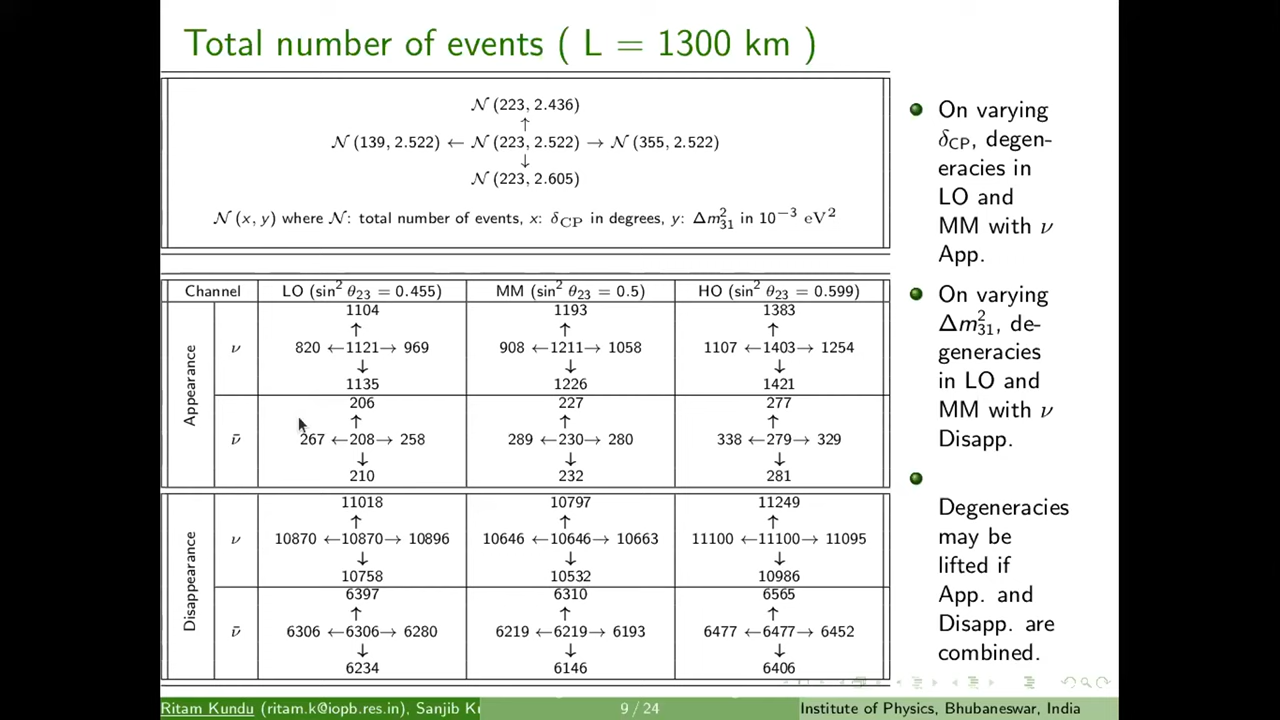 Total number of events ( L = 1300 km )
𝒩 (223, 2.436)
↑
𝒩 (139, 2.522) ← 𝒩 (223, 2.522) → 𝒩 (355, 2.522)
↓
𝒩 (223, 2.605)
𝒩 (x, y) where 𝒩: total number of events, x: δ_CP in degrees, y: Δm²₃₁ in 10⁻³ eV²
Channel LO (sin² θ₂₃ = 0.455) MM (sin² θ₂₃ = 0.5) HO (sin² θ₂₃ = 0.599)
Appearance
1104 1193 1383
↑ ↑ ↑
ν 820 ←1121→ 969 908 ←1211→ 1058 1107 ←1403→ 1254
↓ ↓ ↓
1135 1226 1421
206 227 277
↑ ↑ ↑
ν̄ 267 ←208→ 258 289 ←230→ 280 338 ←279→ 329
↓ ↓ ↓
210 232 281
Disappearance
11018 10797 11249
↑ ↑ ↑
ν 10870 ←10870→ 10896 10646 ←10646→ 10663 11100 ←11100→ 11095
↓ ↓ ↓
10758 10532 10986
6397 6310 6565
↑ ↑ ↑
ν̄ 6306 ←6306→ 6280 6219 ←6219→ 6193 6477 ←6477→ 6452
↓ ↓ ↓
6234 6146 6406
On varying
δ_CP, degen-
eracies in
LO and
MM with ν
App.
On varying
Δm²₃₁, de-
generacies
in LO and
MM with ν
Disapp.
Degeneracies
may be
lifted if
App. and
Disapp. are
combined.
Ritam Kundu (ritam.k@iopb.res.in), Sanjib
9 / 24
Institute of Physics, Bhubaneswar, India